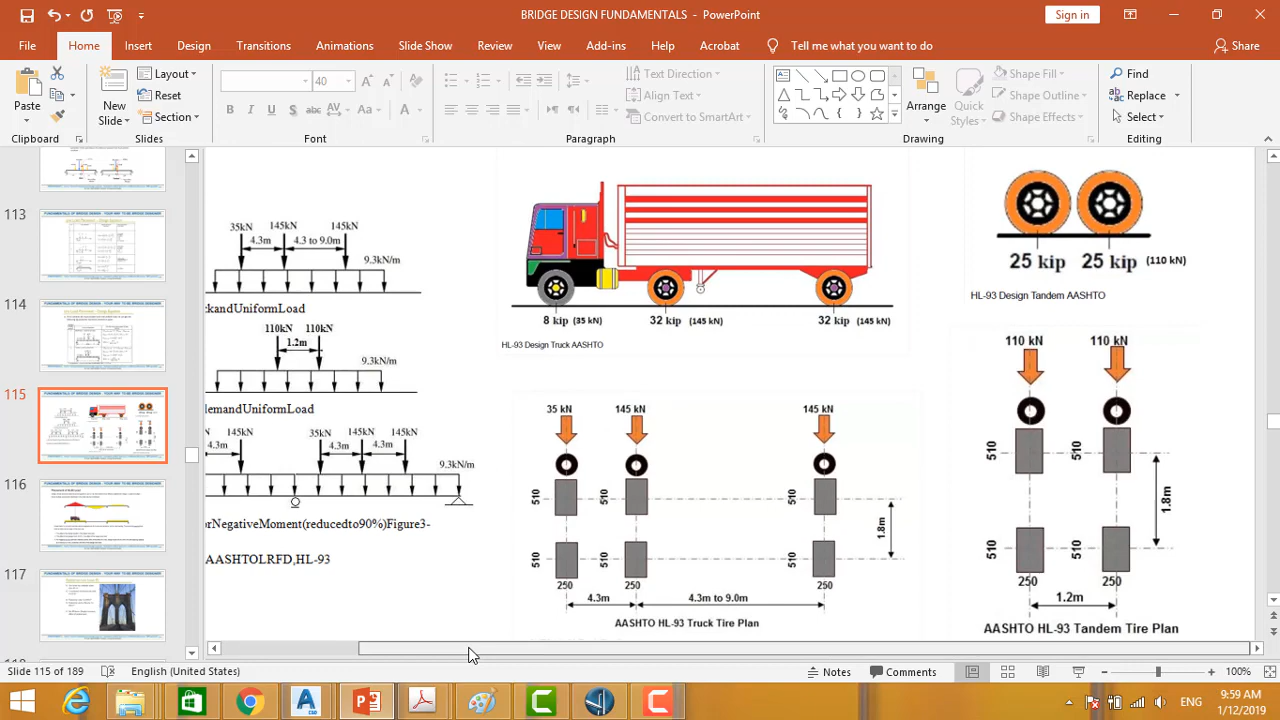 BRIDGE DESIGN FUNDAMENTALS - PowerPoint
Sign in
File Home Insert Design Transitions Animations Slide Show Review View Add-ins Help Acrobat Tell me what you want to do Share
Paste
New Slide
Layout
Reset
Section
40
B I U S abc AV Aa A
Text Direction
Align Text
Convert to SmartArt
Arrange
Quick Styles
Shape Fill
Shape Outline
Shape Effects
Find
Replace
Select
Clipboard Slides Font Paragraph Drawing Editing
113
114
115
116
117
35kN 145kN 145kN
4.3m 4.3 to 9.0m
9.3kN/m
ckandUniformLoad
110kN 110kN
1.2m
9.3kN/m
demandUniformLoad
145kN 35kN 145kN 145kN
4.3m 4.3m 4.3m
9.3kN/m
orNegativeMoment(reducedto90%)Figure3-
AASHTOLRFD,HL-93
8 kip (35 kN) 32 kip (145 kN) 32 kip (145 kN)
HL-93 Design Truck AASHTO
25 kip 25 kip (110 kN)
HL-93 Design Tandem AASHTO
35 kN 145 kN 145 kN
510 510 510
1.8m
510 510 510
250 250 250
4.3m 4.3m to 9.0m
AASHTO HL-93 Truck Tire Plan
110 kN 110 kN
510 510
1.8m
510 510
250 250
1.2m
AASHTO HL-93 Tandem Tire Plan
Slide 115 of 189 English (United States) Notes Comments 100%
ENG
9:59 AM
1/12/2019